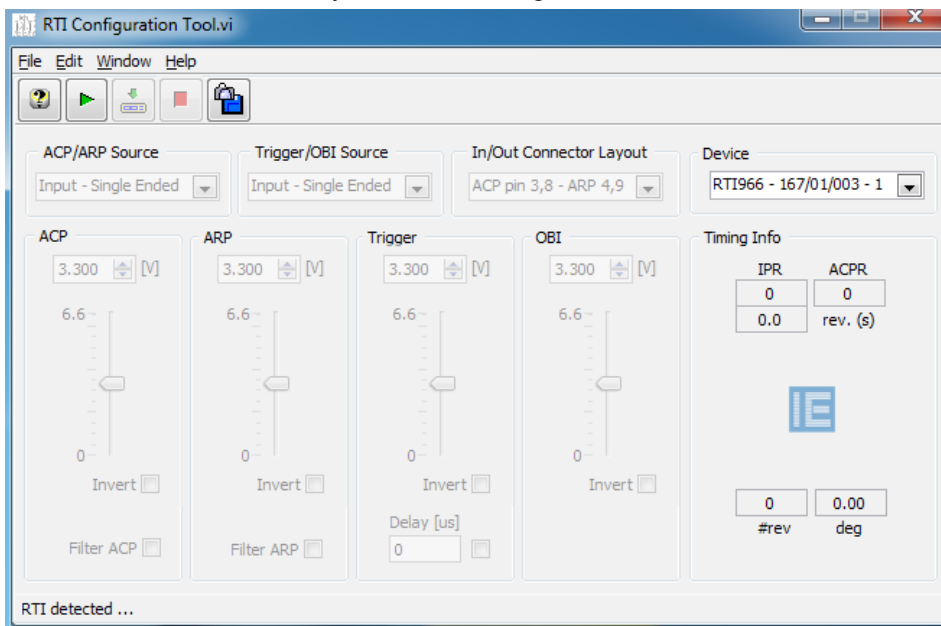 RTI Configuration Tool.vi
File Edit Window Help
ACP/ARP Source
Input - Single Ended
Trigger/OBI Source
Input - Single Ended
In/Out Connector Layout
ACP pin 3,8 - ARP 4,9
Device
RTI966 - 167/01/003 - 1
ACP
3.300 [V]
6.6
0
Invert
Filter ACP
ARP
3.300 [V]
6.6
0
Invert
Filter ARP
Trigger
3.300 [V]
6.6
0
Invert
Delay [us]
0
OBI
3.300 [V]
6.6
0
Invert
Timing Info
IPR ACPR
0 0
0.0 rev. (s)
IE
0 0.00
#rev deg
RTI detected ...